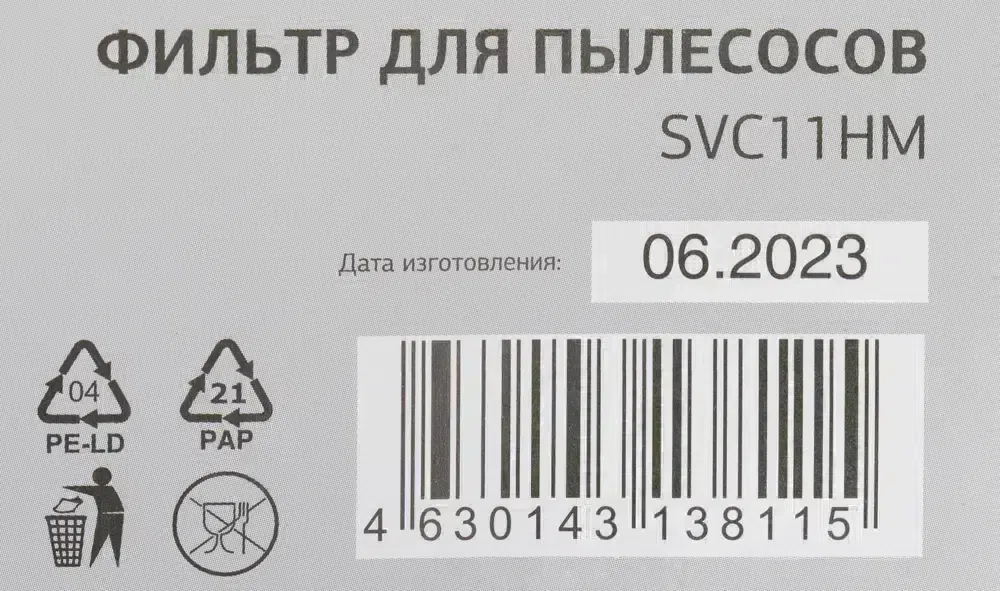 ФИЛЬТР ДЛЯ ПЫЛЕСОСОВ
SVC11HM
Дата изготовления: 06.2023
04 21
PE-LD PAP
4 630143 138115